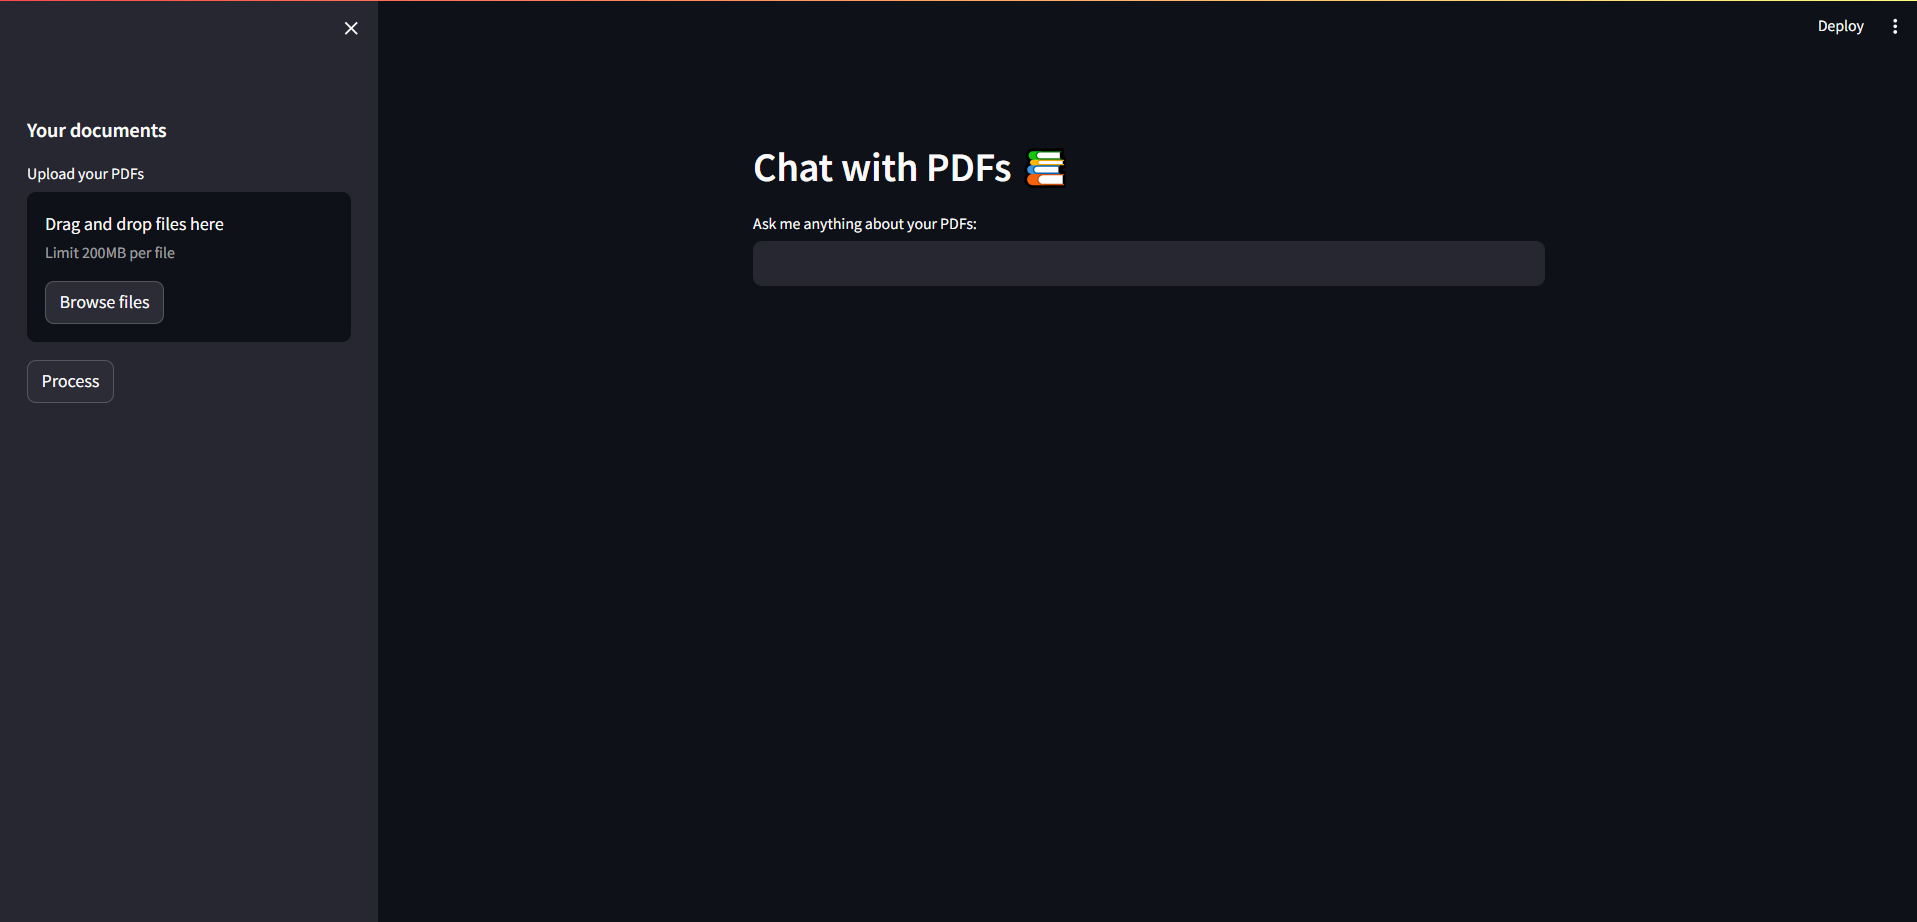 Deploy
Your documents
Upload your PDFs
Drag and drop files here
Limit 200MB per file
Browse files
Process
Chat with PDFs 📚
Ask me anything about your PDFs: